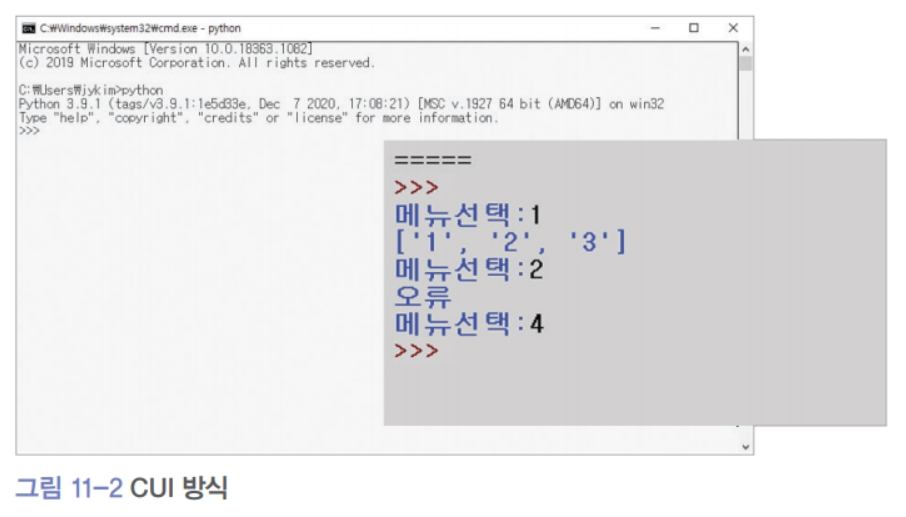 C:₩Windows₩system32₩cmd.exe - python
Microsoft Windows [Version 10.0.18363.1082]
(c) 2019 Microsoft Corporation. All rights reserved.
C:₩Users₩jykim>python
Python 3.9.1 (tags/v3.9.1:1e5d33e, Dec  7 2020, 17:08:21) [MSC v.1927 64 bit (AMD64)] on win32
Type "help", "copyright", "credits" or "license" for more information.
>>>
=====
>>>
메뉴선택:1
['1', '2', '3']
메뉴선택:2
오류
메뉴선택:4
>>>
그림 11-2 CUI 방식